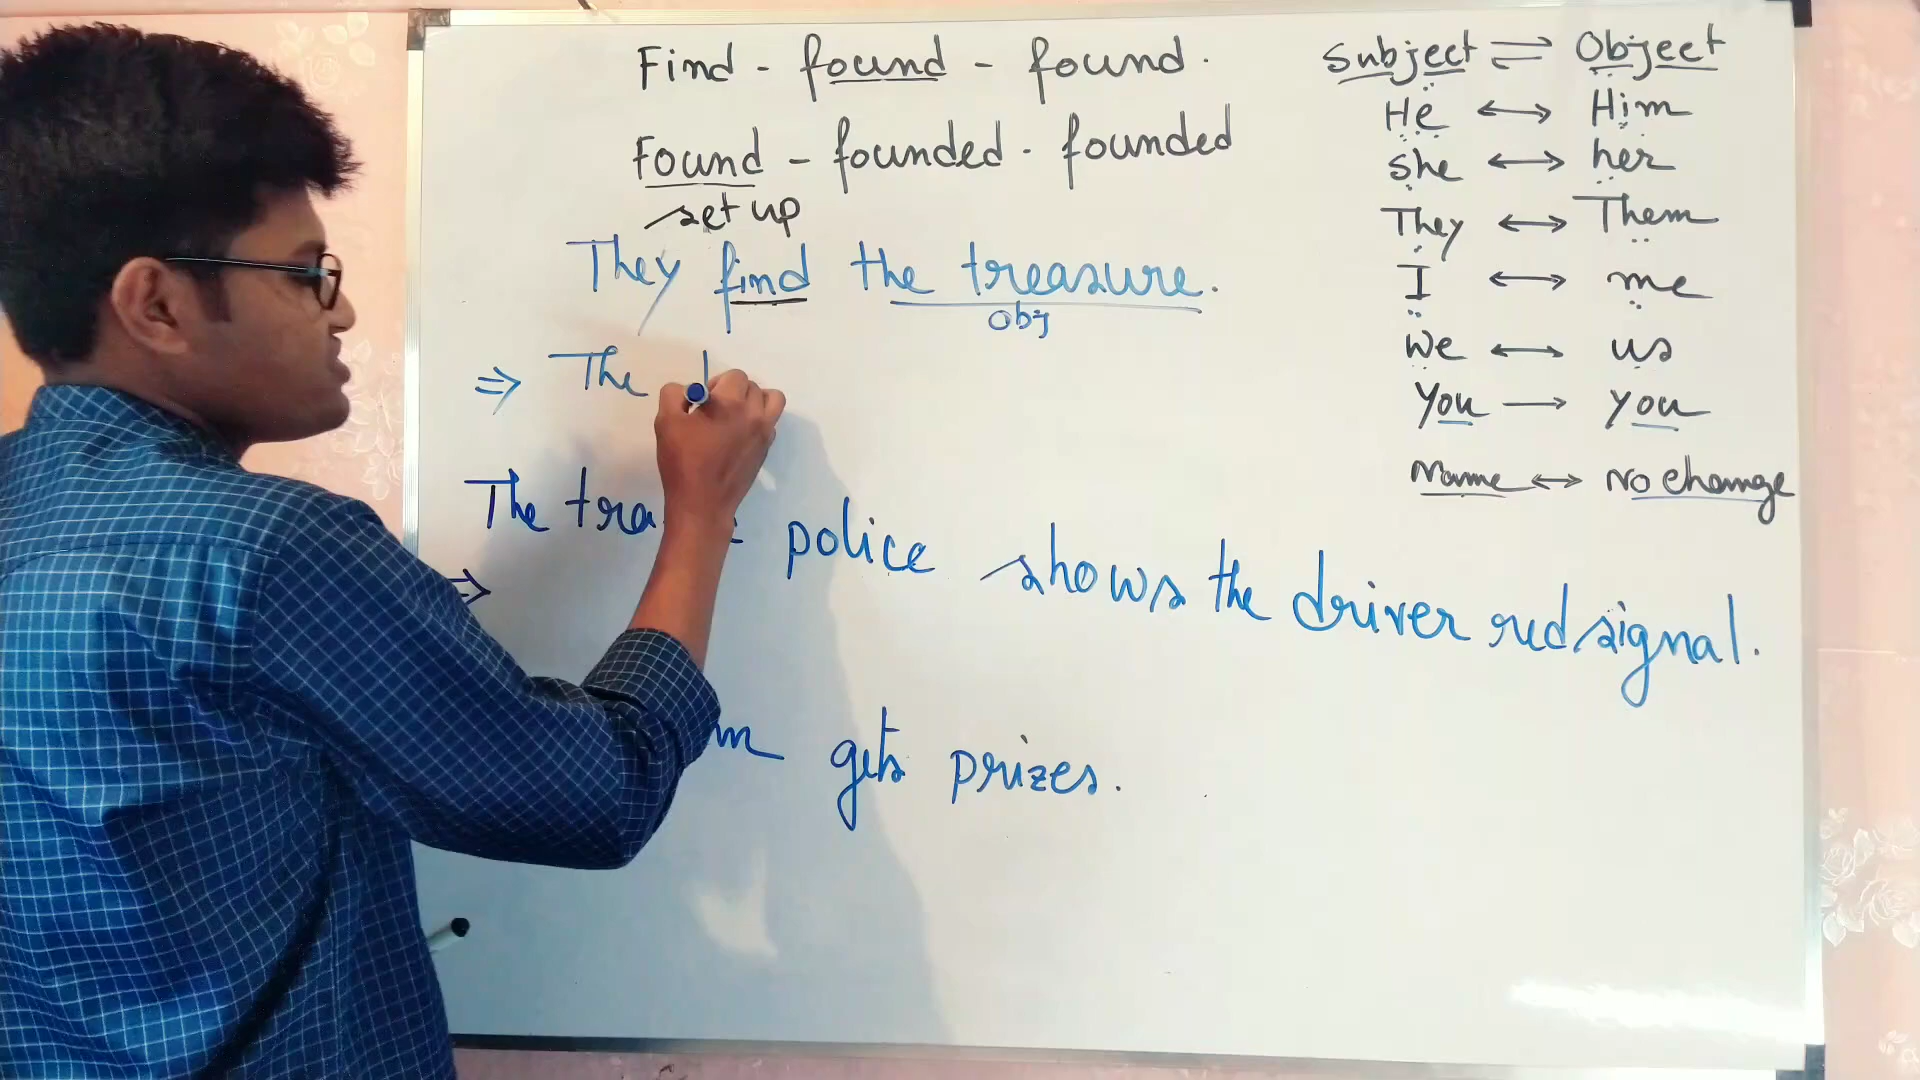 Find - found - found.
Found - founded - founded
set up
They find the treasure.
obj
⇒ The
The police shows the driver red signal.
⇒
gets prizes.
Subject ⇌ Object
He ↔ Him
she ↔ her
They ↔ Them
I ↔ me
We ↔ us
You → you
Name ↔ No change